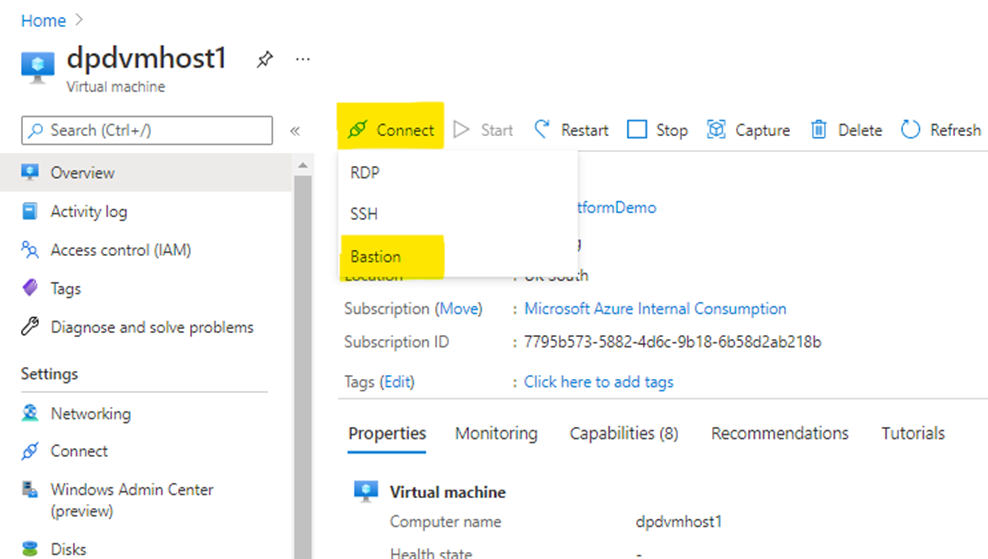 Home
dpdvmhost1
Virtual machine
Search (Ctrl+/)
Overview
Activity log
Access control (IAM)
Tags
Diagnose and solve problems
Settings
Networking
Connect
Windows Admin Center
(preview)
Disks
Connect Start Restart Stop Capture Delete Refresh
RDP
SSH
Bastion
tformDemo
Location : UK South
Subscription (Move) : Microsoft Azure Internal Consumption
Subscription ID : 7795b573-5882-4d6c-9b18-6b58d2ab218b
Tags (Edit) : Click here to add tags
Properties Monitoring Capabilities (8) Recommendations Tutorials
Virtual machine
Computer name dpdvmhost1
Health state -